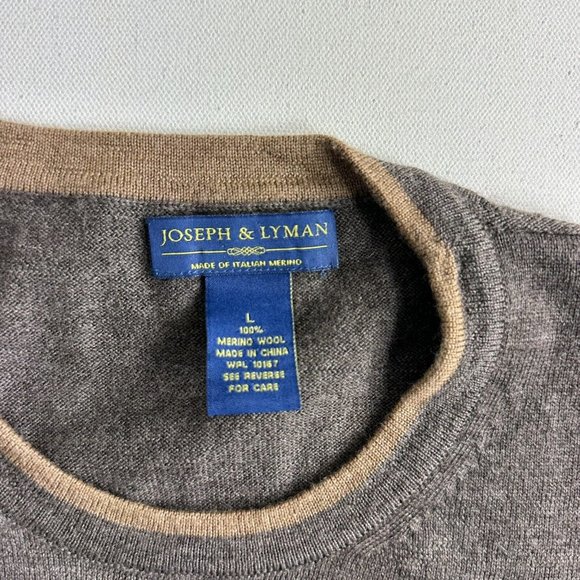 JOSEPH & LYMAN
MADE OF ITALIAN MERINO
L
100%
MERINO WOOL
MADE IN CHINA
WPL 10167
SEE REVERSE
FOR CARE